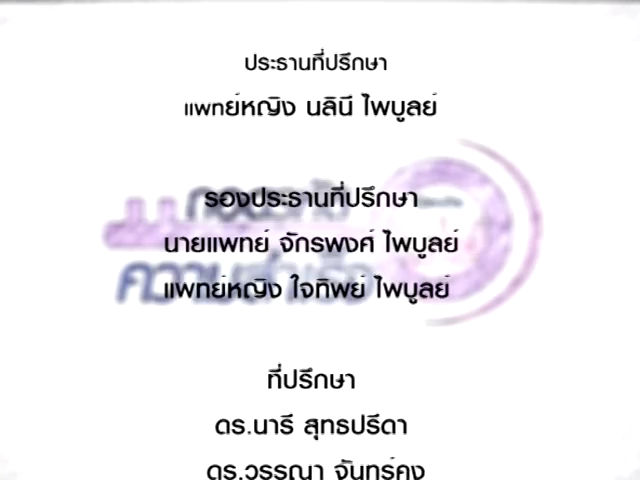 ประธานที่ปรึกษา
แพทย์หญิง นลินี ไพบูลย์
รองประธานที่ปรึกษา
นายแพทย์ จักรพงศ์ ไพบูลย์
แพทย์หญิง ใจทิพย์ ไพบูลย์
ที่ปรึกษา
ดร.นารี สุทธปรีดา
ดร.วรรณา จันทร์คง